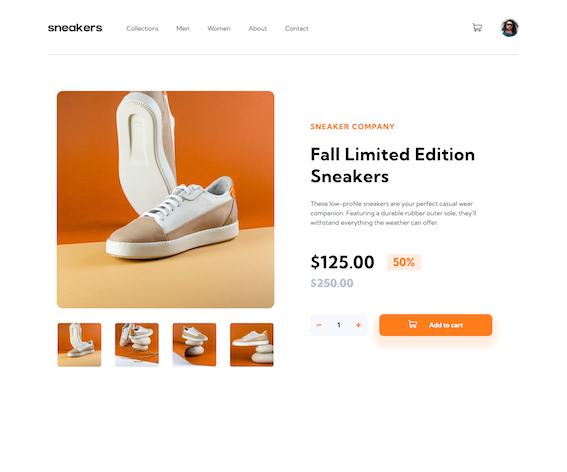 sneakers Collections Men Women About Contact
SNEAKER COMPANY
Fall Limited Edition
Sneakers
These low-profile sneakers are your perfect casual wear
companion. Featuring a durable rubber outer sole, they'll
withstand everything the weather can offer.
$125.00 50%
$250.00
− 1 + Add to cart